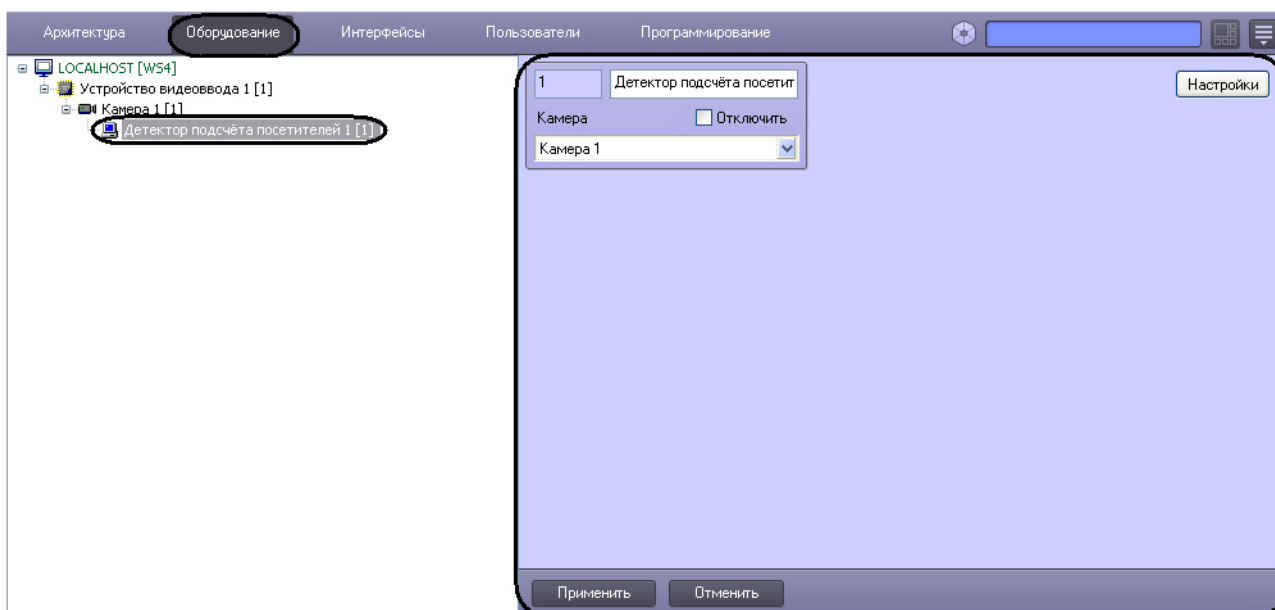 Архитектура Оборудование Интерфейсы Пользователи Программирование
LOCALHOST [WS4]
Устройство видеоввода 1 [1]
Камера 1 [1]
Детектор подсчёта посетителей 1 [1]
1 Детектор подсчёта посетит
Настройки
Камера Отключить
Камера 1
Применить Отменить